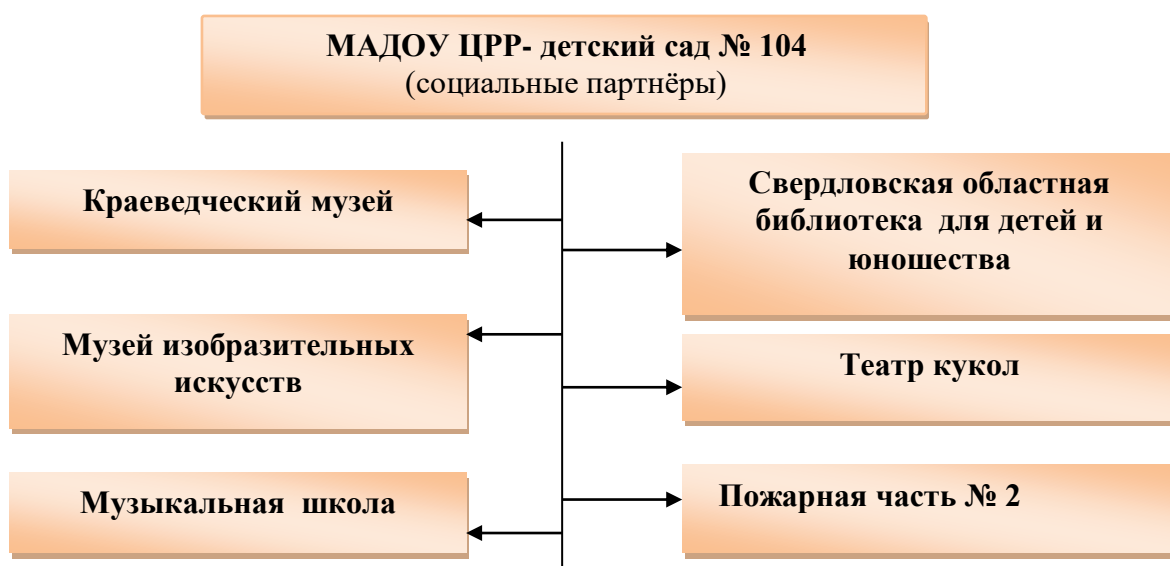 МАДОУ ЦРР- детский сад № 104
(социальные партнёры)
Краеведческий музей
Свердловская областная
библиотека для детей и
юношества
Музей изобразительных
искусств
Театр кукол
Музыкальная школа
Пожарная часть № 2